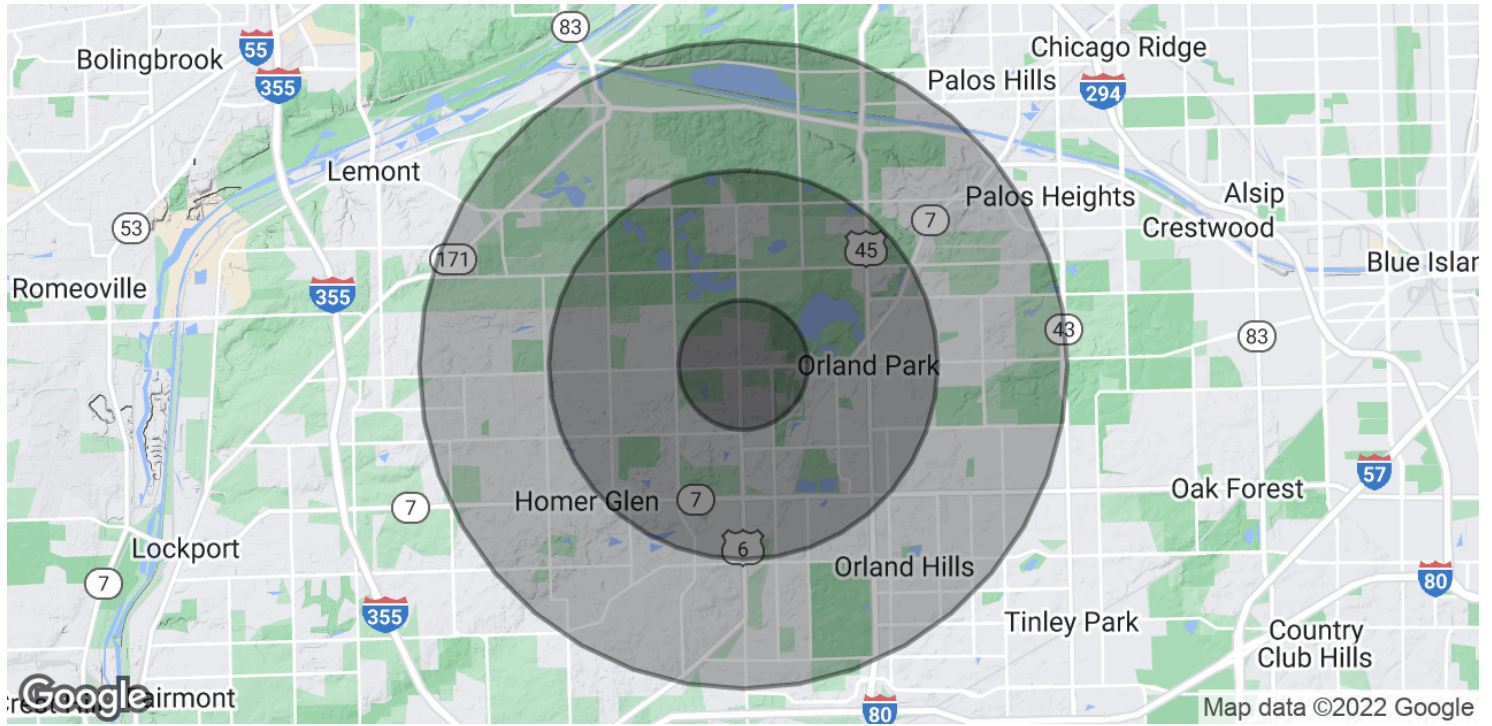 83
Chicago Ridge
Bolingbrook
55
355
Palos Hills
294
Lemont
Palos Heights
Alsip
7
53
Crestwood
45
171
Blue Islan
Romeoville
355
43
83
Orland Park
57
Homer Glen
7
Oak Forest
7
Lockport
6
Orland Hills
7
80
355
Tinley Park
Country
Club Hills
Google
airmont
80
Map data ©2022 Google